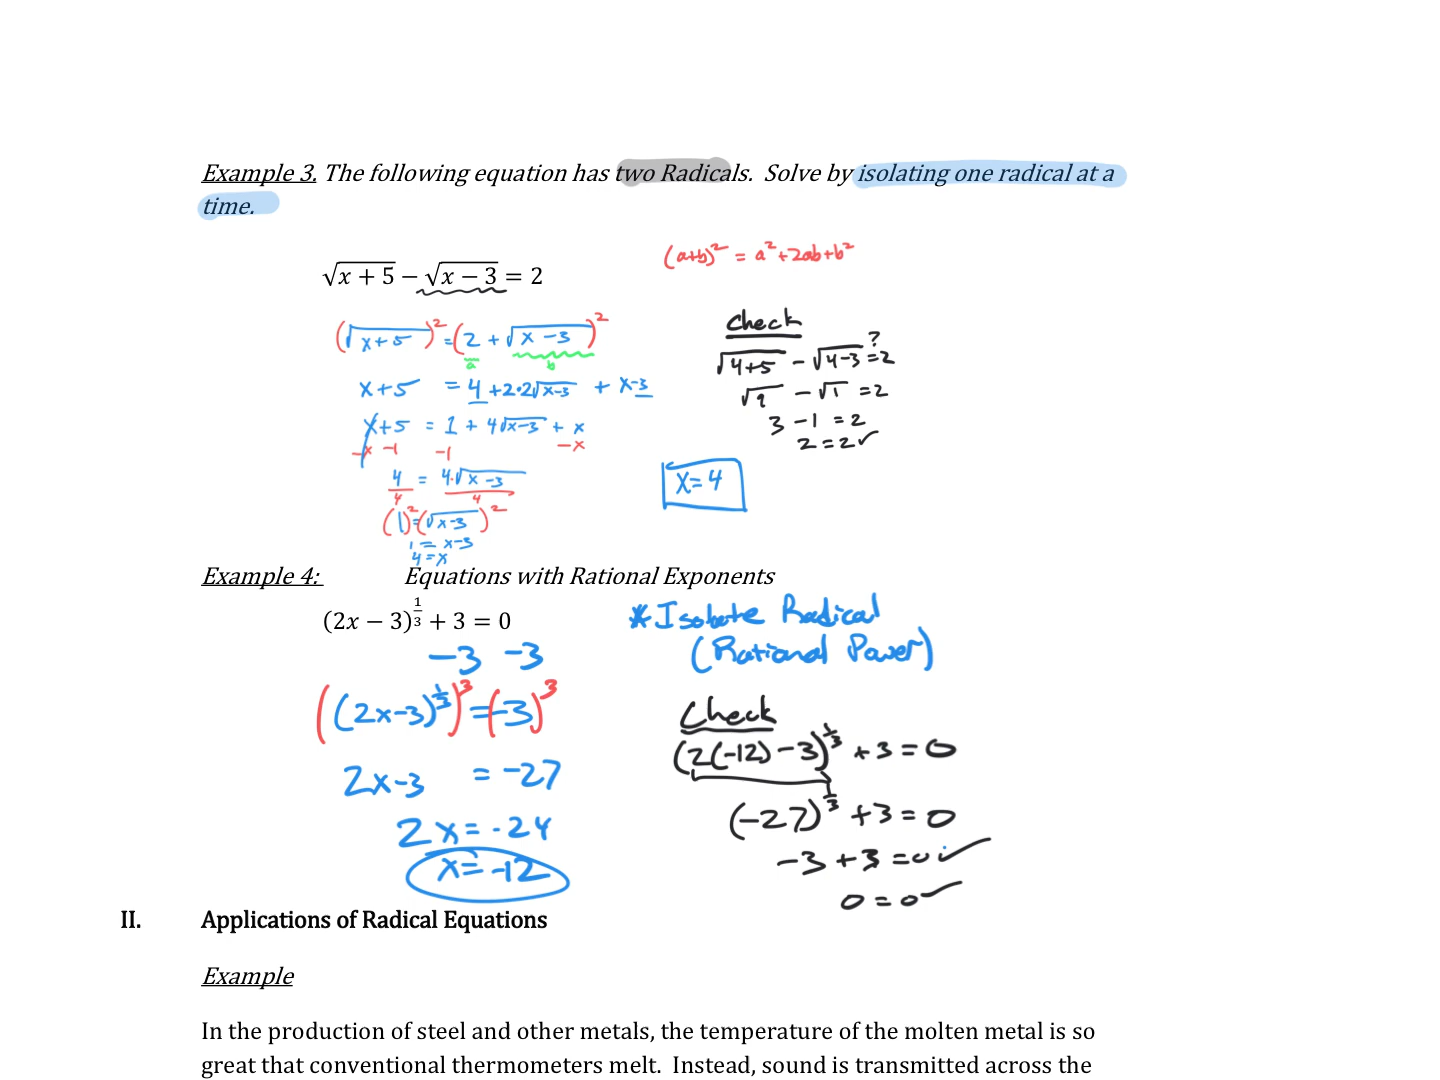 Example 3. The following equation has two Radicals. Solve by isolating one radical at a
time.
(a+b)² = a²+2ab+b²
√x + 5 − √x − 3 = 2
(√x+5)² = (2 + √x−3)²
a b
x+5 = 4 +2·2√x−3 + x−3
x+5 = 1 + 4√x−3 + x
−x −1 −1 −x
4 = 4·√x−3
4 4
(1)² = (√x−3)²
1 = x−3
4 = x
Check
√4+5 − √4−3 ?= 2
√9 − √1 = 2
3 − 1 = 2
2 = 2 ✓
x = 4
Example 4: Equations with Rational Exponents
(2x − 3)^(1/3) + 3 = 0
−3 −3
((2x−3)^(1/3))³ = (−3)³
2x−3 = −27
2x = −24
x = −12
* Isolate Radical
(Rational Power)
Check
(2(−12) −3)^(1/3) + 3 = 0
(−27)^(1/3) + 3 = 0
−3 + 3 = 0 ✓
0 = 0 ✓
II. Applications of Radical Equations
Example
In the production of steel and other metals, the temperature of the molten metal is so
great that conventional thermometers melt. Instead, sound is transmitted across the